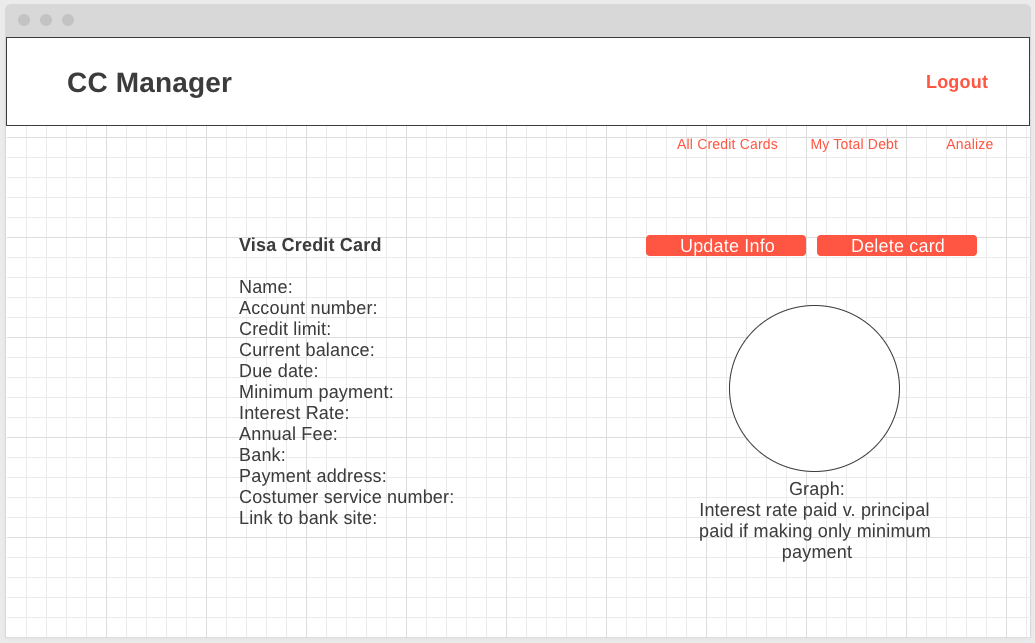 CC Manager
Logout
All Credit Cards
My Total Debt
Analize
Visa Credit Card
Update Info
Delete card
Name:
Account number:
Credit limit:
Current balance:
Due date:
Minimum payment:
Interest Rate:
Annual Fee:
Bank:
Payment address:
Costumer service number:
Link to bank site:
Graph:
Interest rate paid v. principal
paid if making only minimum
payment